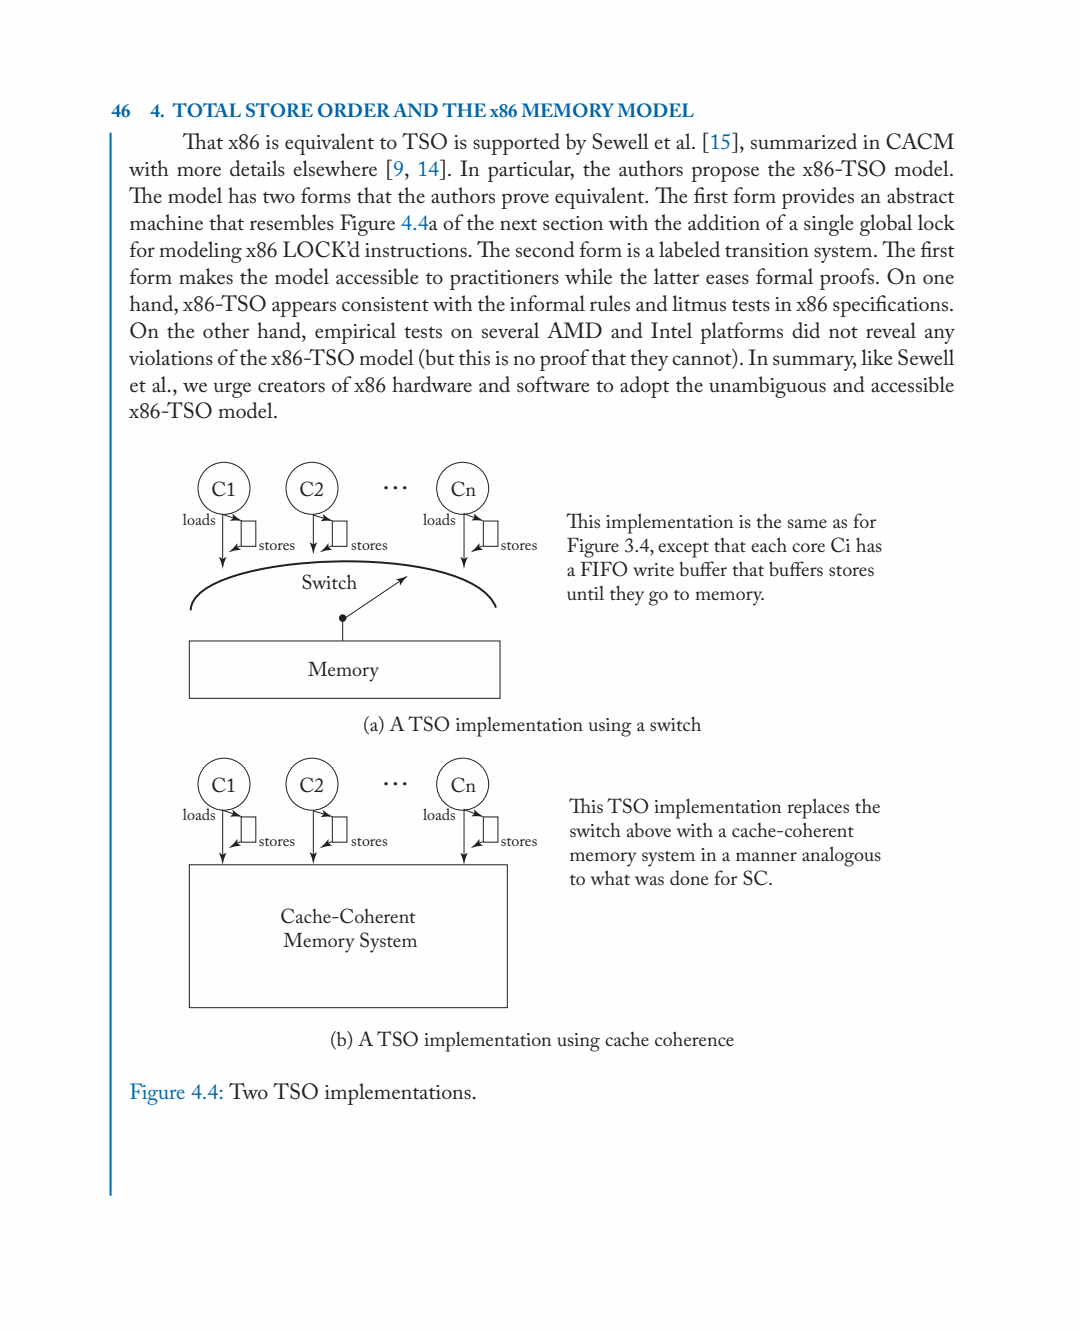 46 4. TOTAL STORE ORDER AND THE x86 MEMORY MODEL
That x86 is equivalent to TSO is supported by Sewell et al. [15], summarized in CACM
with more details elsewhere [9, 14]. In particular, the authors propose the x86-TSO model.
The model has two forms that the authors prove equivalent. The first form provides an abstract
machine that resembles Figure 4.4a of the next section with the addition of a single global lock
for modeling x86 LOCK’d instructions. The second form is a labeled transition system. The first
form makes the model accessible to practitioners while the latter eases formal proofs. On one
hand, x86-TSO appears consistent with the informal rules and litmus tests in x86 specifications.
On the other hand, empirical tests on several AMD and Intel platforms did not reveal any
violations of the x86-TSO model (but this is no proof that they cannot). In summary, like Sewell
et al., we urge creators of x86 hardware and software to adopt the unambiguous and accessible
x86-TSO model.
C1 C2 ··· Cn
loads loads
stores stores stores
Switch
Memory
This implementation is the same as for
Figure 3.4, except that each core Ci has
a FIFO write buffer that buffers stores
until they go to memory.
(a) A TSO implementation using a switch
C1 C2 ··· Cn
loads loads
stores stores stores
Cache-Coherent
Memory System
This TSO implementation replaces the
switch above with a cache-coherent
memory system in a manner analogous
to what was done for SC.
(b) A TSO implementation using cache coherence
Figure 4.4: Two TSO implementations.